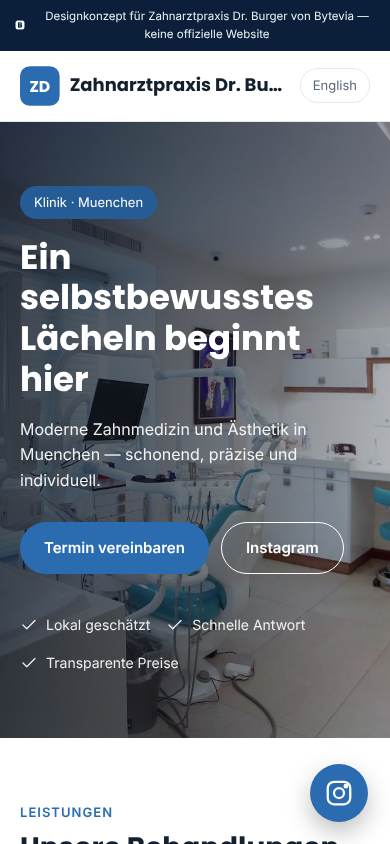 Designkonzept für Zahnarztpraxis Dr. Burger von Bytevia —
keine offizielle Website
ZD
Zahnarztpraxis Dr. Bu...
English
Klinik · Muenchen
Ein
selbstbewusstes
Lächeln beginnt
hier
Moderne Zahnmedizin und Ästhetik in
Muenchen — schonend, präzise und
individuell.
Termin vereinbaren
Instagram
Lokal geschätzt
Schnelle Antwort
Transparente Preise
LEISTUNGEN
Unsere Behandlungen